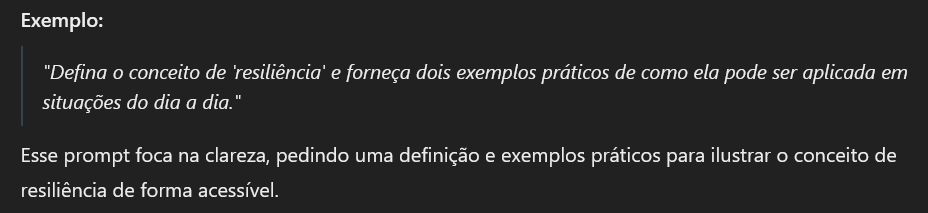 Exemplo:
"Defina o conceito de 'resiliência' e forneça dois exemplos práticos de como ela pode ser aplicada em
situações do dia a dia."
Esse prompt foca na clareza, pedindo uma definição e exemplos práticos para ilustrar o conceito de
resiliência de forma acessível.